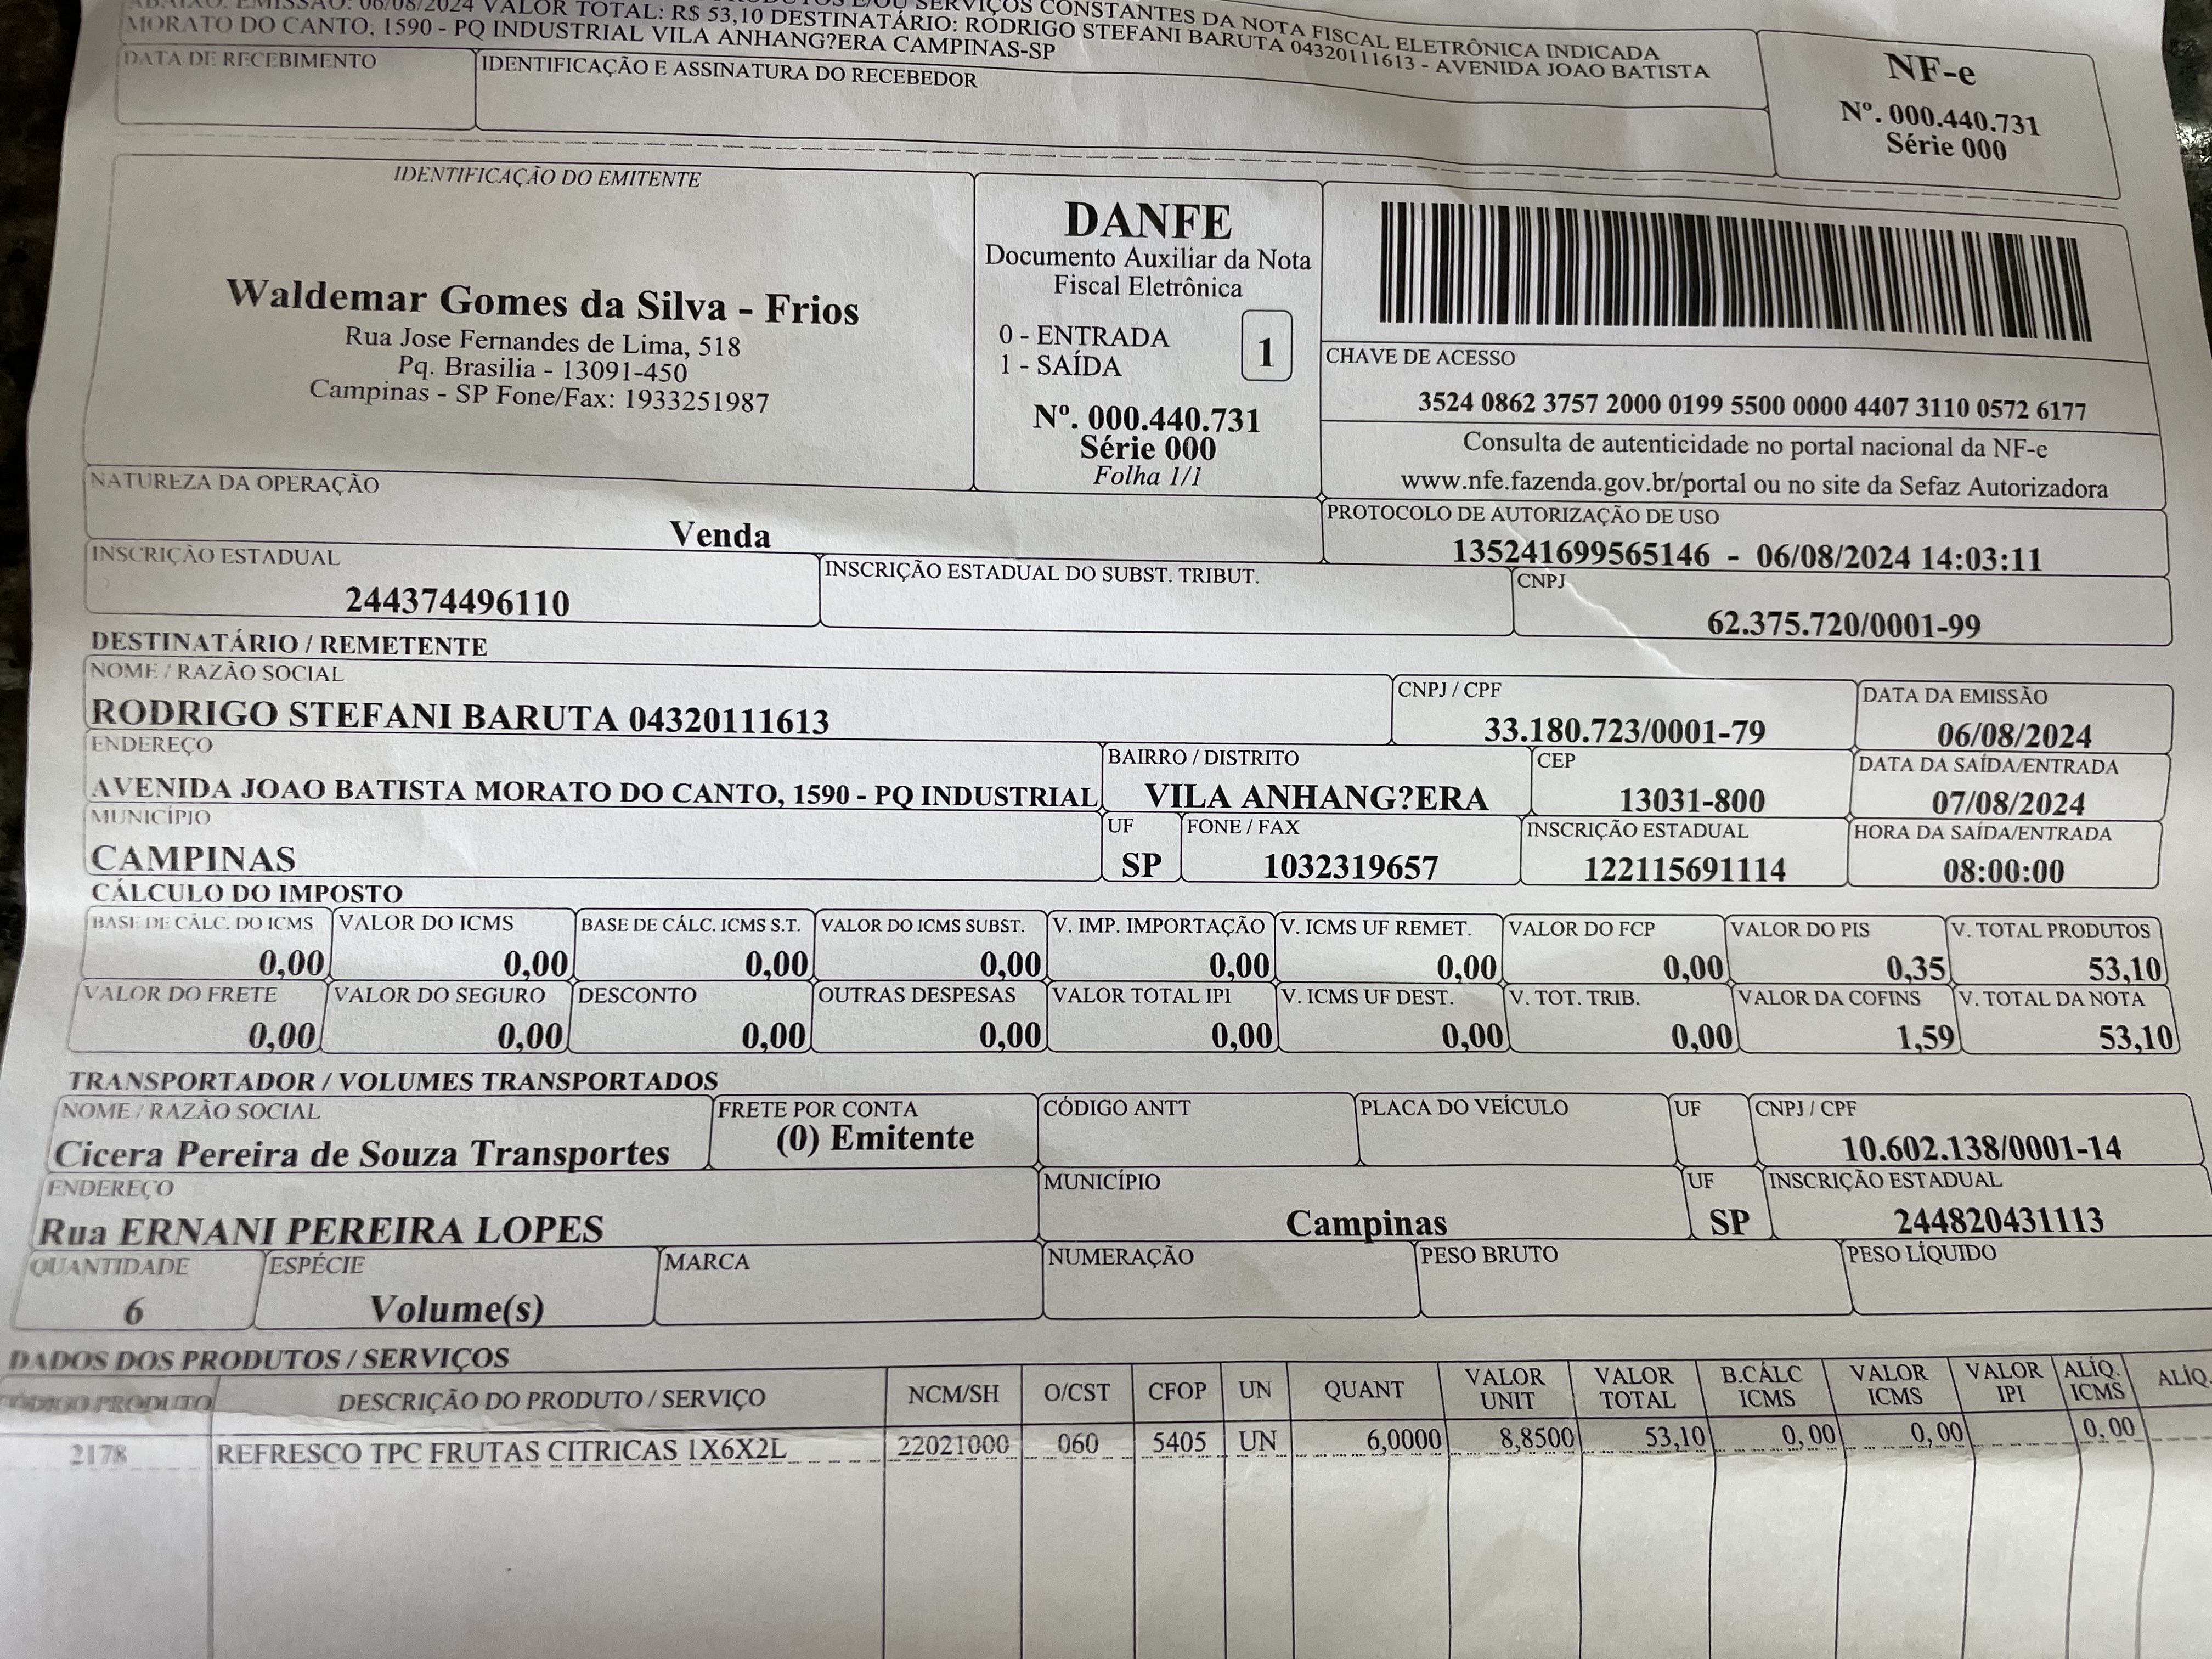 ABAIXO. EMISSÃO: 06/08/2024 VALOR TOTAL: R$ 53,10 DESTINATÁRIO: RODRIGO STEFANI BARUTA 04320111613 - AVENIDA JOAO BATISTA
E/OU SERVIÇOS CONSTANTES DA NOTA FISCAL ELETRÔNICA INDICADA
MORATO DO CANTO, 1590 - PQ INDUSTRIAL VILA ANHANG?ERA CAMPINAS-SP
DATA DE RECEBIMENTO
IDENTIFICAÇÃO E ASSINATURA DO RECEBEDOR
NF-e
Nº. 000.440.731
Série 000
IDENTIFICAÇÃO DO EMITENTE
Waldemar Gomes da Silva - Frios
Rua Jose Fernandes de Lima, 518
Pq. Brasilia - 13091-450
Campinas - SP Fone/Fax: 1933251987
DANFE
Documento Auxiliar da Nota
Fiscal Eletrônica
0 - ENTRADA
1 - SAÍDA
1
Nº. 000.440.731
Série 000
Folha 1/1
CHAVE DE ACESSO
3524 0862 3757 2000 0199 5500 0000 4407 3110 0572 6177
Consulta de autenticidade no portal nacional da NF-e
www.nfe.fazenda.gov.br/portal ou no site da Sefaz Autorizadora
NATUREZA DA OPERAÇÃO
Venda
PROTOCOLO DE AUTORIZAÇÃO DE USO
135241699565146 - 06/08/2024 14:03:11
INSCRIÇÃO ESTADUAL
244374496110
INSCRIÇÃO ESTADUAL DO SUBST. TRIBUT.
CNPJ
62.375.720/0001-99
DESTINATÁRIO / REMETENTE
NOME / RAZÃO SOCIAL
RODRIGO STEFANI BARUTA 04320111613
CNPJ / CPF
33.180.723/0001-79
DATA DA EMISSÃO
06/08/2024
ENDEREÇO
AVENIDA JOAO BATISTA MORATO DO CANTO, 1590 - PQ INDUSTRIAL
BAIRRO / DISTRITO
VILA ANHANG?ERA
CEP
13031-800
DATA DA SAÍDA/ENTRADA
07/08/2024
MUNICÍPIO
CAMPINAS
UF
SP
FONE / FAX
1032319657
INSCRIÇÃO ESTADUAL
122115691114
HORA DA SAÍDA/ENTRADA
08:00:00
CÁLCULO DO IMPOSTO
BASE DE CÁLC. DO ICMS VALOR DO ICMS BASE DE CÁLC. ICMS S.T. VALOR DO ICMS SUBST. V. IMP. IMPORTAÇÃO V. ICMS UF REMET. VALOR DO FCP VALOR DO PIS V. TOTAL PRODUTOS
0,00 0,00 0,00 0,00 0,00 0,00 0,00 0,35 53,10
VALOR DO FRETE VALOR DO SEGURO DESCONTO OUTRAS DESPESAS VALOR TOTAL IPI V. ICMS UF DEST. V. TOT. TRIB. VALOR DA COFINS V. TOTAL DA NOTA
0,00 0,00 0,00 0,00 0,00 0,00 0,00 1,59 53,10
TRANSPORTADOR / VOLUMES TRANSPORTADOS
NOME / RAZÃO SOCIAL
Cicera Pereira de Souza Transportes
FRETE POR CONTA
(0) Emitente
CÓDIGO ANTT
PLACA DO VEÍCULO
UF
CNPJ / CPF
10.602.138/0001-14
ENDEREÇO
Rua ERNANI PEREIRA LOPES
MUNICÍPIO
Campinas
UF
SP
INSCRIÇÃO ESTADUAL
244820431113
QUANTIDADE
6
ESPÉCIE
Volume(s)
MARCA
NUMERAÇÃO
PESO BRUTO
PESO LÍQUIDO
DADOS DOS PRODUTOS / SERVIÇOS
CÓDIGO PRODUTO DESCRIÇÃO DO PRODUTO / SERVIÇO NCM/SH O/CST CFOP UN QUANT VALOR UNIT VALOR TOTAL B.CÁLC ICMS VALOR ICMS VALOR IPI ALÍQ. ICMS ALÍQ.
2178 REFRESCO TPC FRUTAS CITRICAS 1X6X2L 22021000 060 5405 UN 6,0000 8,8500 53,10 0,00 0,00 0,00